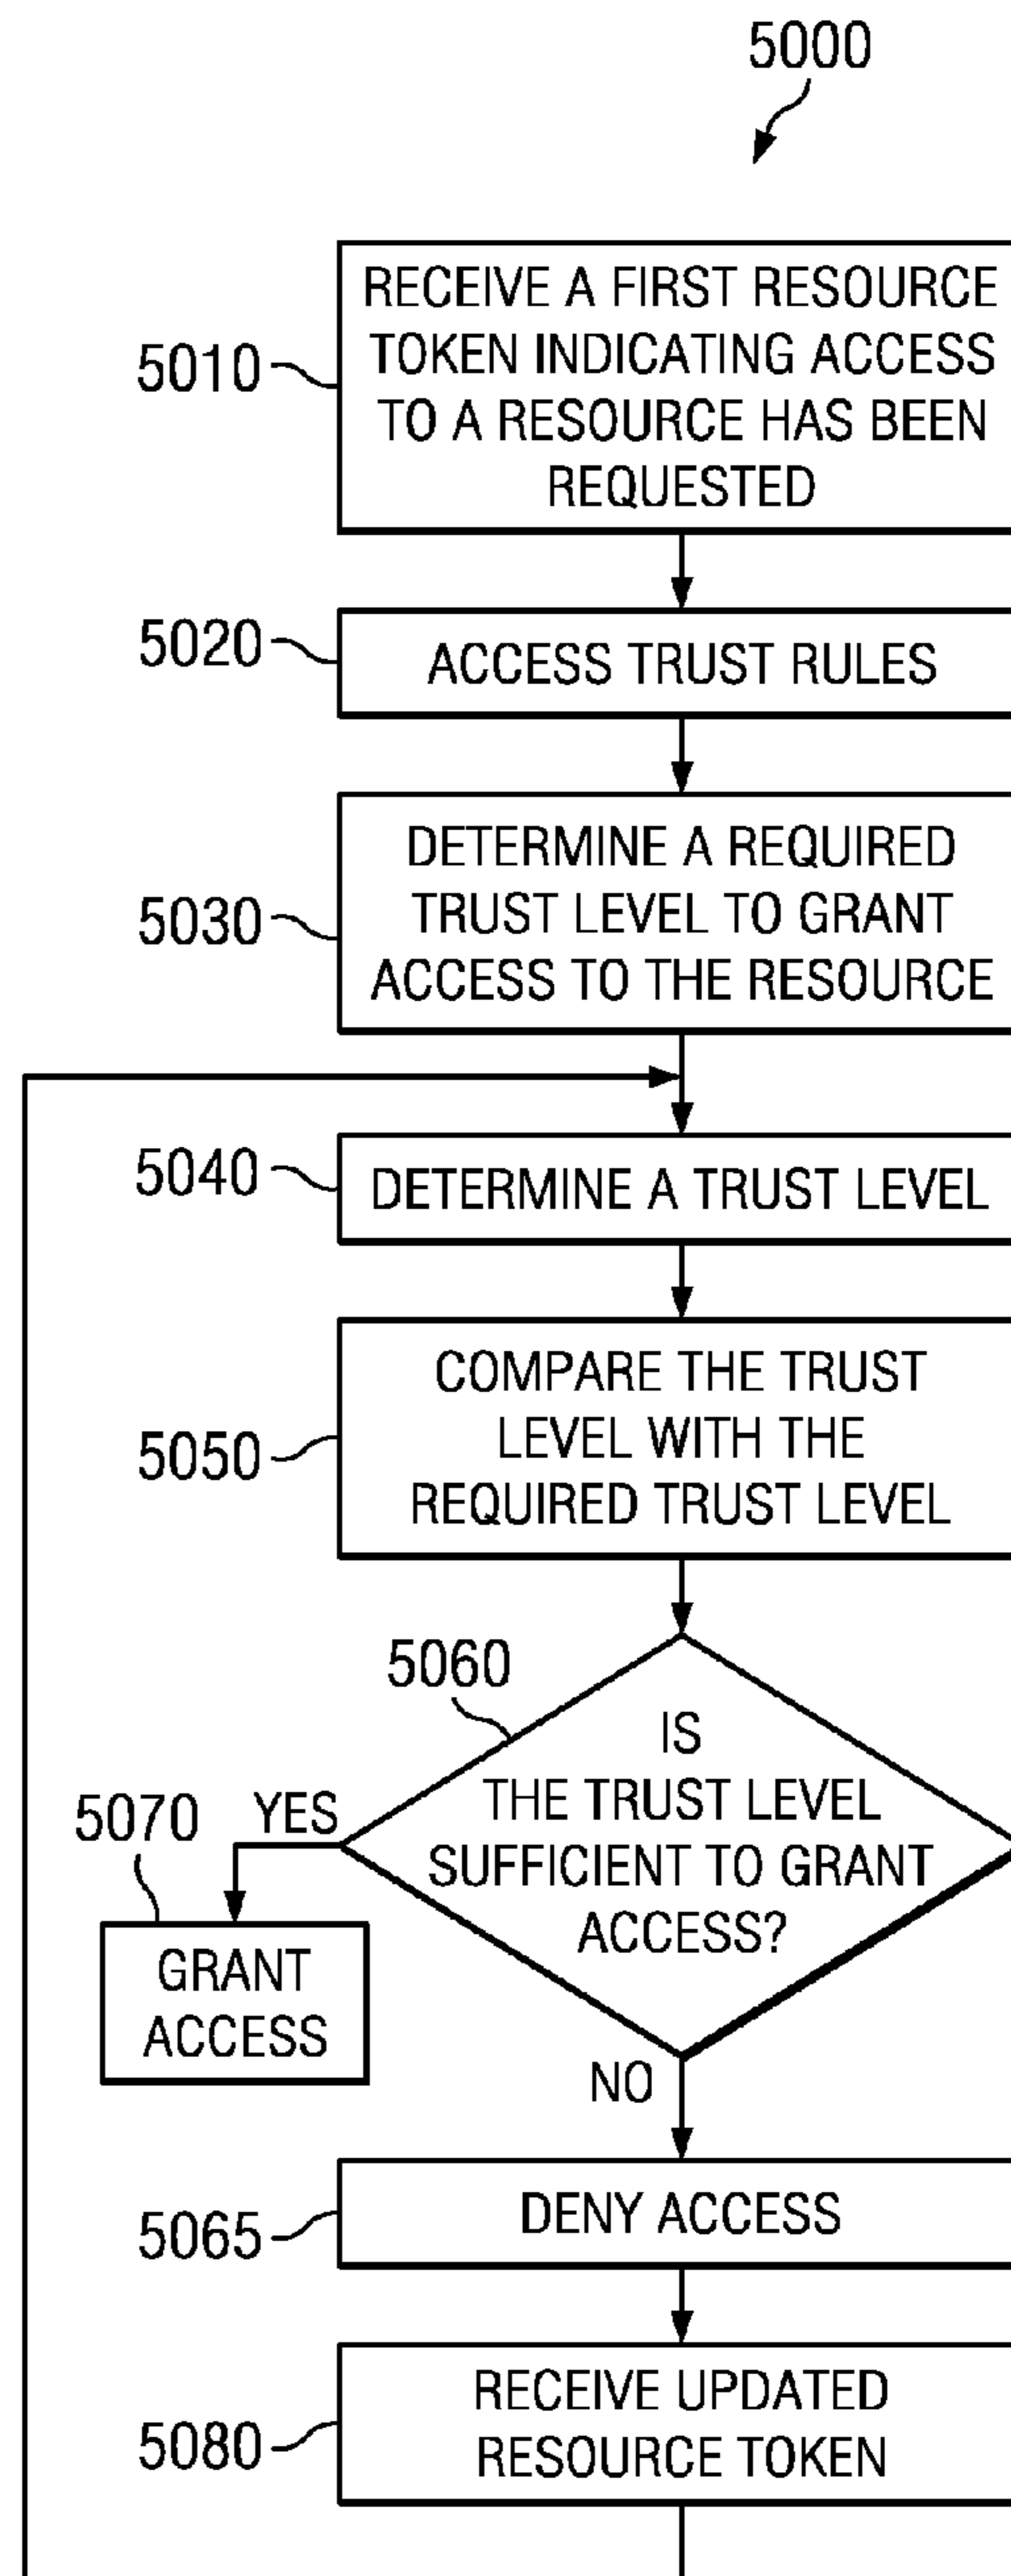 5000
5010
RECEIVE A FIRST RESOURCE
TOKEN INDICATING ACCESS
TO A RESOURCE HAS BEEN
REQUESTED
5020
ACCESS TRUST RULES
5030
DETERMINE A REQUIRED
TRUST LEVEL TO GRANT
ACCESS TO THE RESOURCE
5040
DETERMINE A TRUST LEVEL
5050
COMPARE THE TRUST
LEVEL WITH THE
REQUIRED TRUST LEVEL
5060
IS
THE TRUST LEVEL
SUFFICIENT TO GRANT
ACCESS?
YES
5070
GRANT
ACCESS
NO
5065
DENY ACCESS
5080
RECEIVE UPDATED
RESOURCE TOKEN